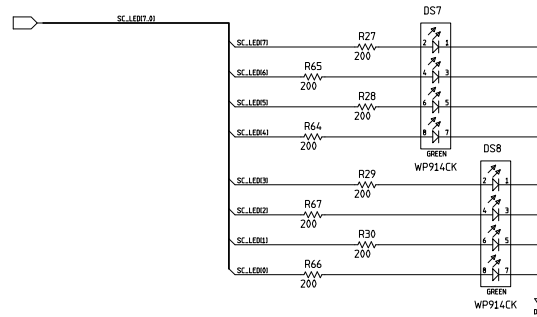 DS7
SC_LED[7..0]
SC_LED[7] R27 200 2 1
SC_LED[6] R65 200 4 3
SC_LED[5] R28 200 6 5
SC_LED[4] R64 200 8 7
GREEN
WP914CK
DS8
SC_LED[3] R29 200 2 1
SC_LED[2] R67 200 4 3
SC_LED[1] R30 200 6 5
SC_LED[0] R66 200 8 7
GREEN
WP914CK